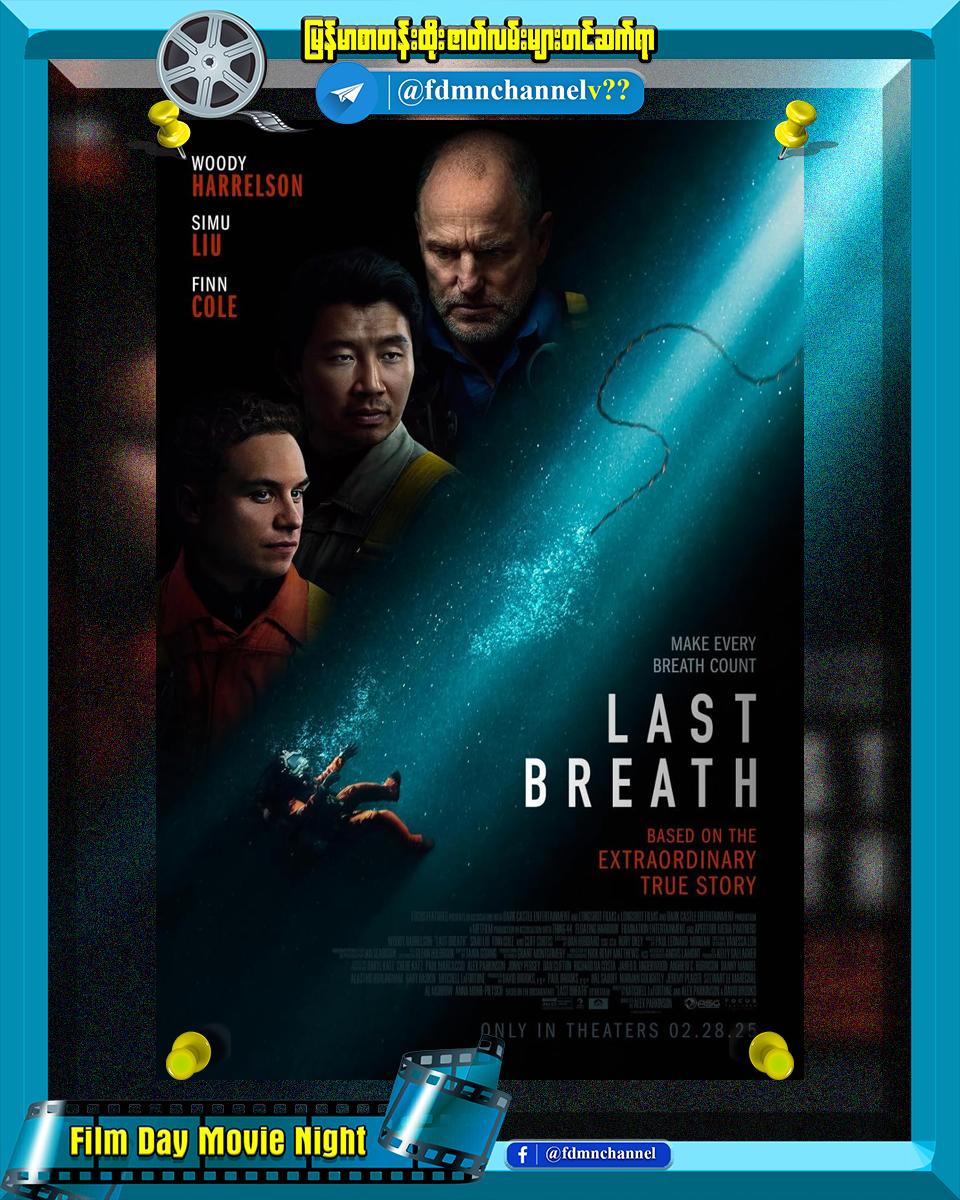 မြန်မာစာတန်းထိုးဇာတ်လမ်းများတင်ဆက်ရာ
@fdmnchannelv??
WOODY
HARRELSON
SIMU
LIU
FINN
COLE
MAKE EVERY
BREATH COUNT
LAST
BREATH
BASED ON THE
EXTRAORDINARY
TRUE STORY
ONLY IN THEATERS 02.28.25
Film Day Movie Night
@fdmnchannel